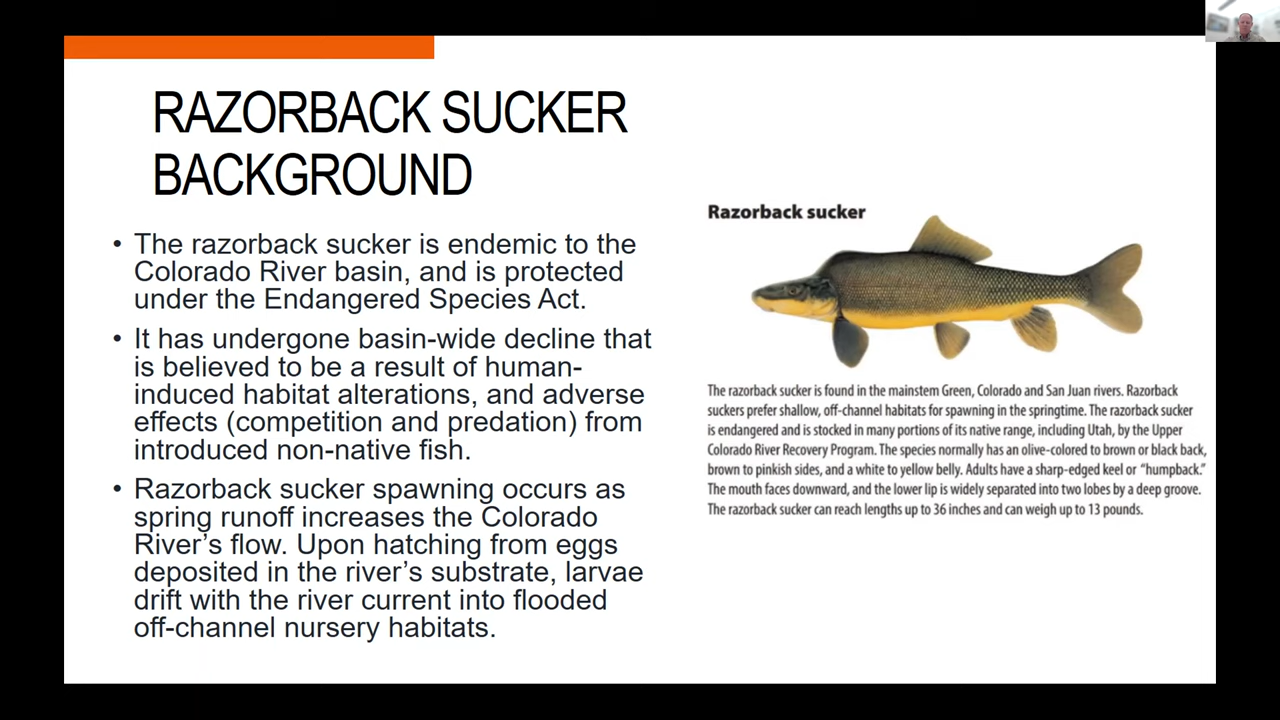 RAZORBACK SUCKER
BACKGROUND
• The razorback sucker is endemic to the
Colorado River basin, and is protected
under the Endangered Species Act.
• It has undergone basin-wide decline that
is believed to be a result of human-
induced habitat alterations, and adverse
effects (competition and predation) from
introduced non-native fish.
• Razorback sucker spawning occurs as
spring runoff increases the Colorado
River's flow. Upon hatching from eggs
deposited in the river's substrate, larvae
drift with the river current into flooded
off-channel nursery habitats.
Razorback sucker
The razorback sucker is found in the mainstem Green, Colorado and San Juan rivers. Razorback
suckers prefer shallow, off-channel habitats for spawning in the springtime. The razorback sucker
is endangered and is stocked in many portions of its native range, including Utah, by the Upper
Colorado River Recovery Program. The species normally has an olive-colored to brown or black back,
brown to pinkish sides, and a white to yellow belly. Adults have a sharp-edged keel or “humpback.”
The mouth faces downward, and the lower lip is widely separated into two lobes by a deep groove.
The razorback sucker can reach lengths up to 36 inches and can weigh up to 13 pounds.